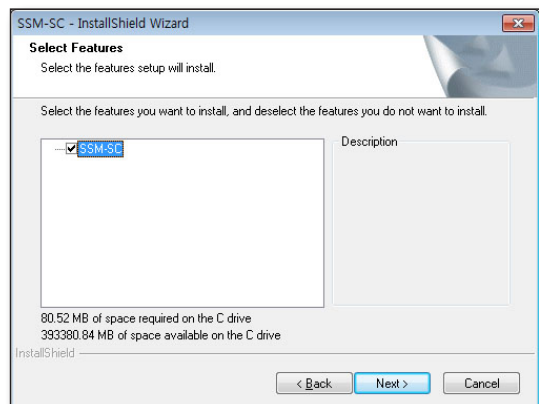 SSM-SC - InstallShield Wizard
Select Features
Select the features setup will install.
Select the features you want to install, and deselect the features you do not want to install.
SSM-SC
Description
80.52 MB of space required on the C drive
393380.84 MB of space available on the C drive
InstallShield
< Back
Next >
Cancel